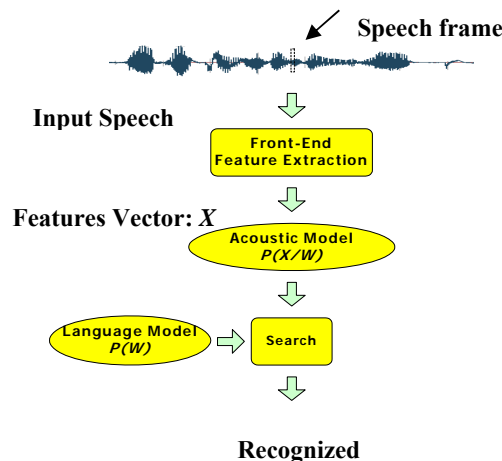 Speech frame
Input Speech
Front-End
Feature Extraction
Features Vector: X
Acoustic Model
P(X/W)
Language Model
P(W)
Search
Recognized